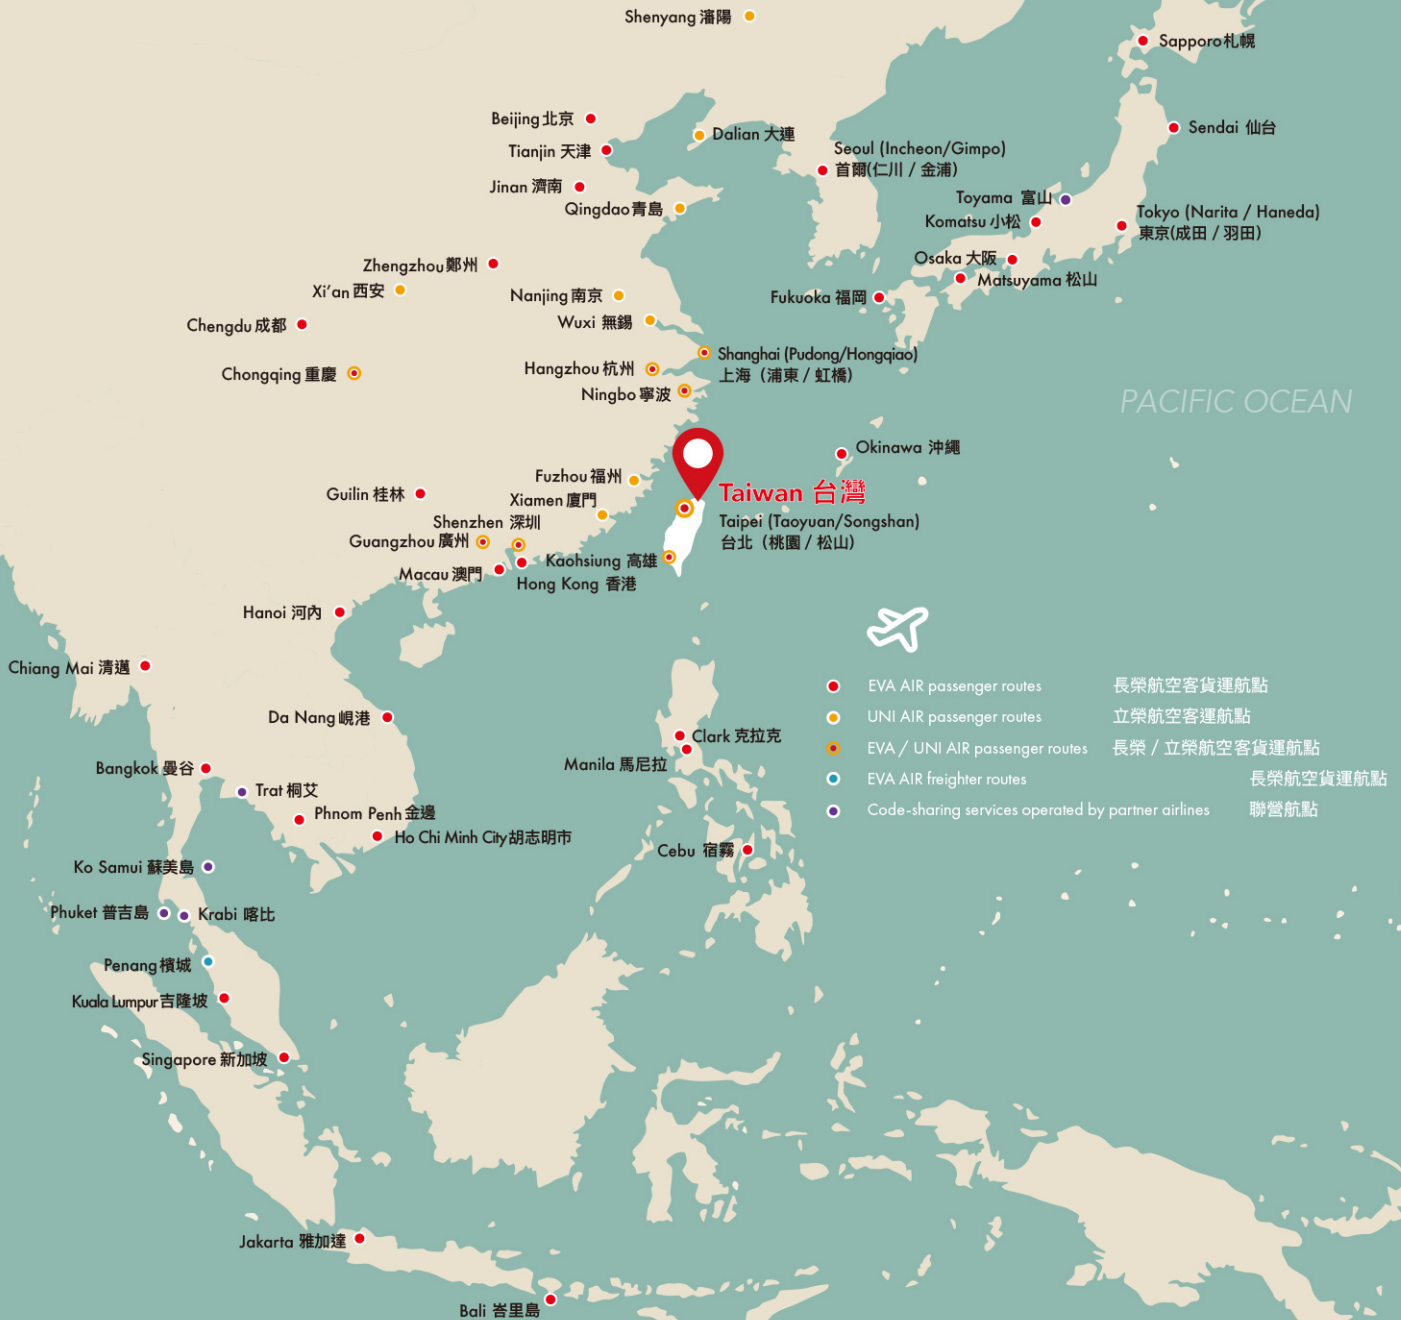 Shenyang 瀋陽
Sapporo札幌
Beijing北京
Dalian 大連
Sendai 仙台
Tianjin 天津
Seoul (Incheon/Gimpo)
首爾(仁川 / 金浦)
Jinan 濟南
Toyama 富山
Qingdao青島
Tokyo (Narita / Haneda)
東京(成田 / 羽田)
Komatsu 小松
Osaka 大阪
Zhengzhou鄭州
Matsuyama 松山
Xi'an 西安
Nanjing 南京
Fukuoka 福岡
Chengdu 成都
Wuxi 無錫
Shanghai (Pudong/Hongqiao)
上海（浦東 / 虹橋）
Chongqing 重慶
Hangzhou 杭州
Ningbo 寧波
PACIFIC OCEAN
Okinawa 沖繩
Fuzhou 福州
Guilin 桂林
Xiamen 廈門
Taiwan 台灣
Shenzhen 深圳
Taipei (Taoyuan/Songshan)
台北（桃園 / 松山）
Guangzhou 廣州
Kaohsiung 高雄
Macau 澳門
Hong Kong 香港
Hanoi 河內
Chiang Mai 清邁
EVA AIR passenger routes 長榮航空客貨運航點
Da Nang 峴港
UNI AIR passenger routes 立榮航空客運航點
Clark 克拉克
EVA / UNI AIR passenger routes 長榮 / 立榮航空客貨運航點
Manila 馬尼拉
Bangkok 曼谷
EVA AIR freighter routes 長榮航空貨運航點
Trat 桐艾
Code-sharing services operated by partner airlines 聯營航點
Phnom Penh 金邊
Ho Chi Minh City胡志明市
Cebu 宿霧
Ko Samui 蘇美島
Phuket 普吉島
Krabi 喀比
Penang檳城
Kuala Lumpur吉隆坡
Singapore 新加坡
Jakarta 雅加達
Bali 峇里島